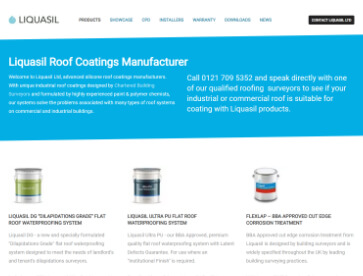 LIQUASIL
PRODUCTS SHOWCASE CPD INSTALLERS WARRANTY DOWNLOADS NEWS
CONTACT LIQUASIL LTD
Liquasil Roof Coatings Manufacturer
Welcome to Liquasil Ltd, advanced silicone roof coatings manufacturers.
With unique industrial roof coatings designed by Chartered Building
Surveyors and formulated by highly experienced paint & polymer chemists,
our systems solve the problems associated with many types of roof systems
on commercial and industrial buildings.
Call 0121 709 5352 and speak directly with one
of our qualified roofing surveyors to see if your
industrial or commercial roof is suitable for
coating with Liquasil products.
LIQUASIL DG "DILAPIDATIONS GRADE" FLAT
ROOF WATERPROOFING SYSTEM
Liquasil DG - a new and specially formulated
"Dilapidations Grade" flat roof waterproofing
system designed to meet the needs of landlord's
and tenant's dilapidations surveyors.
LIQUASIL ULTRA PU FLAT ROOF
WATERPROOFING SYSTEM
Liquasil Ultra PU - our BBA Approved, premium
quality flat roof waterproofing system with Latent
Defects Guarantee. For use where an
"Institutional Finish" is required.
FLEXLAP – BBA APPROVED CUT EDGE
CORROSION TREATMENT
BBA approved cut edge corrosion treatment from
Liquasil is designed by building surveyors and is
widely specified throughout the UK by leading
building surveying practices.